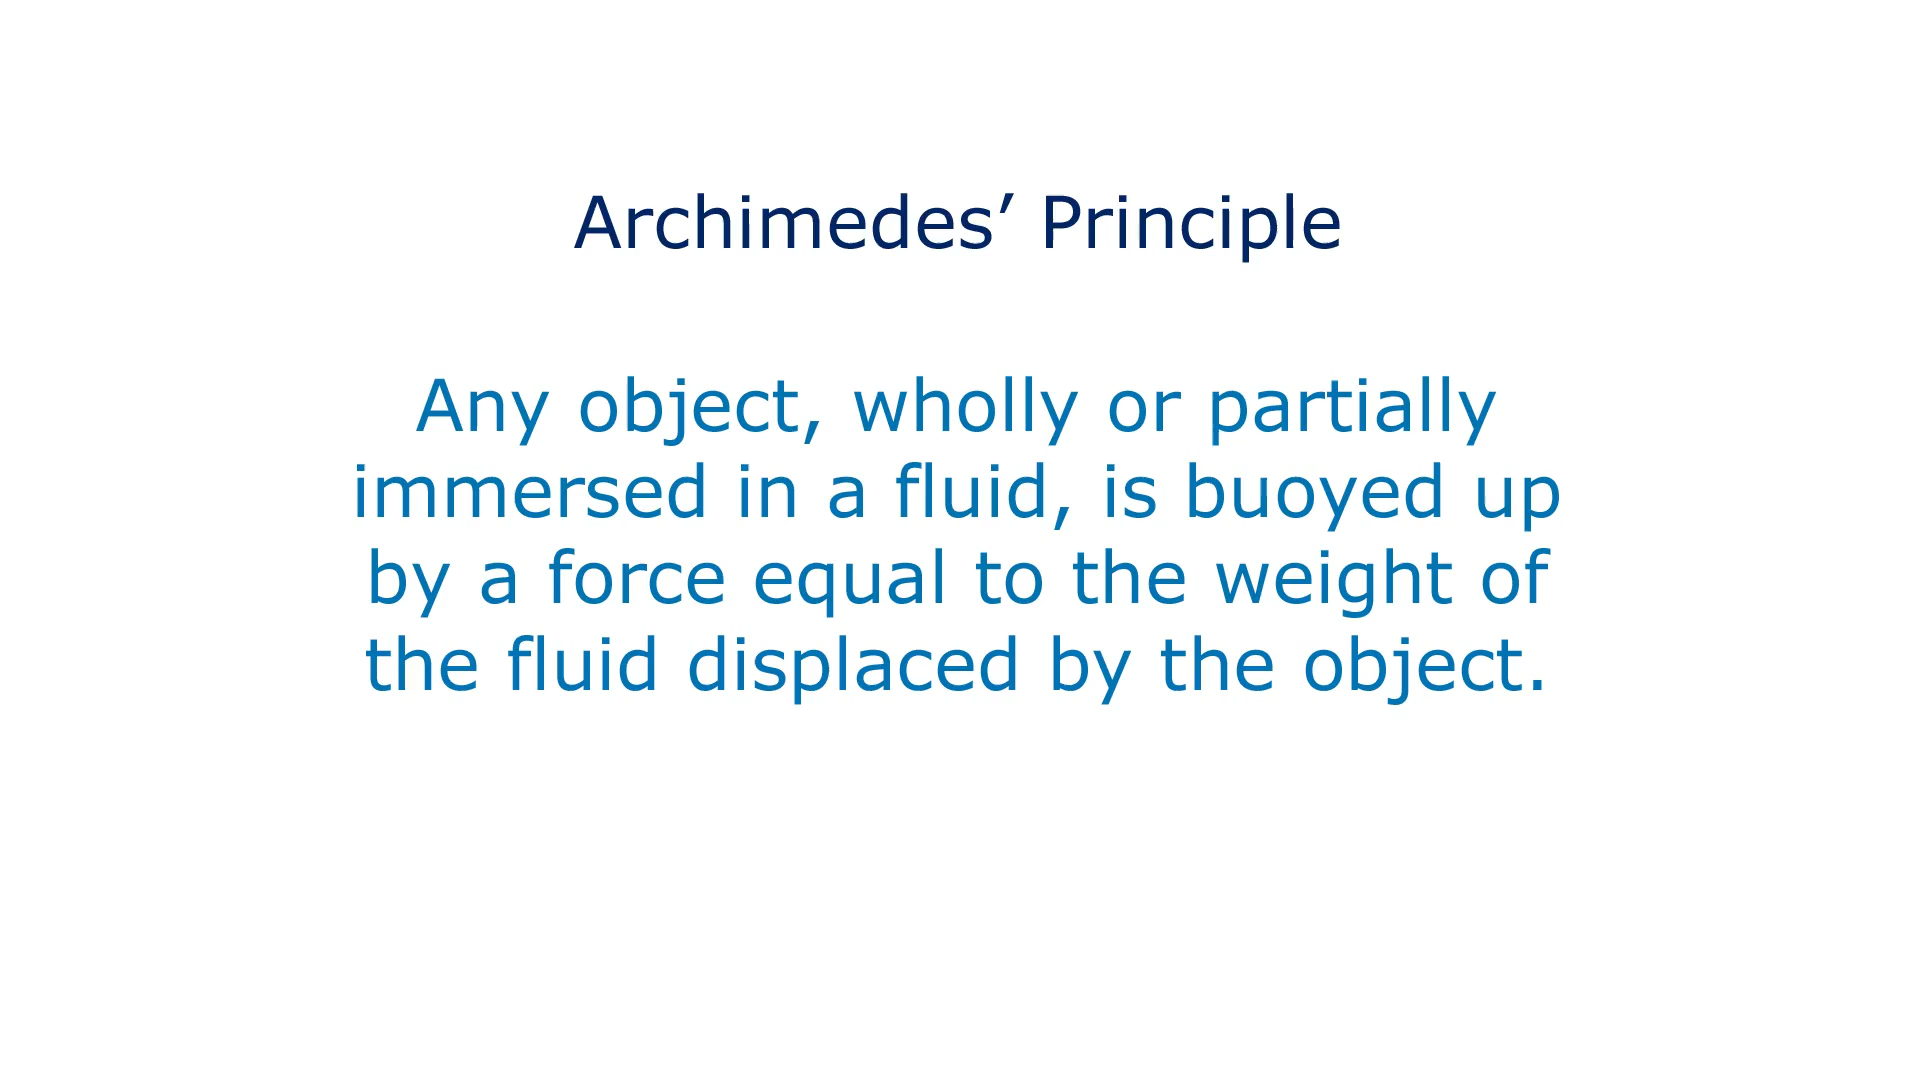 Archimedes’ Principle
Any object, wholly or partially
immersed in a fluid, is buoyed up
by a force equal to the weight of
the fluid displaced by the object.